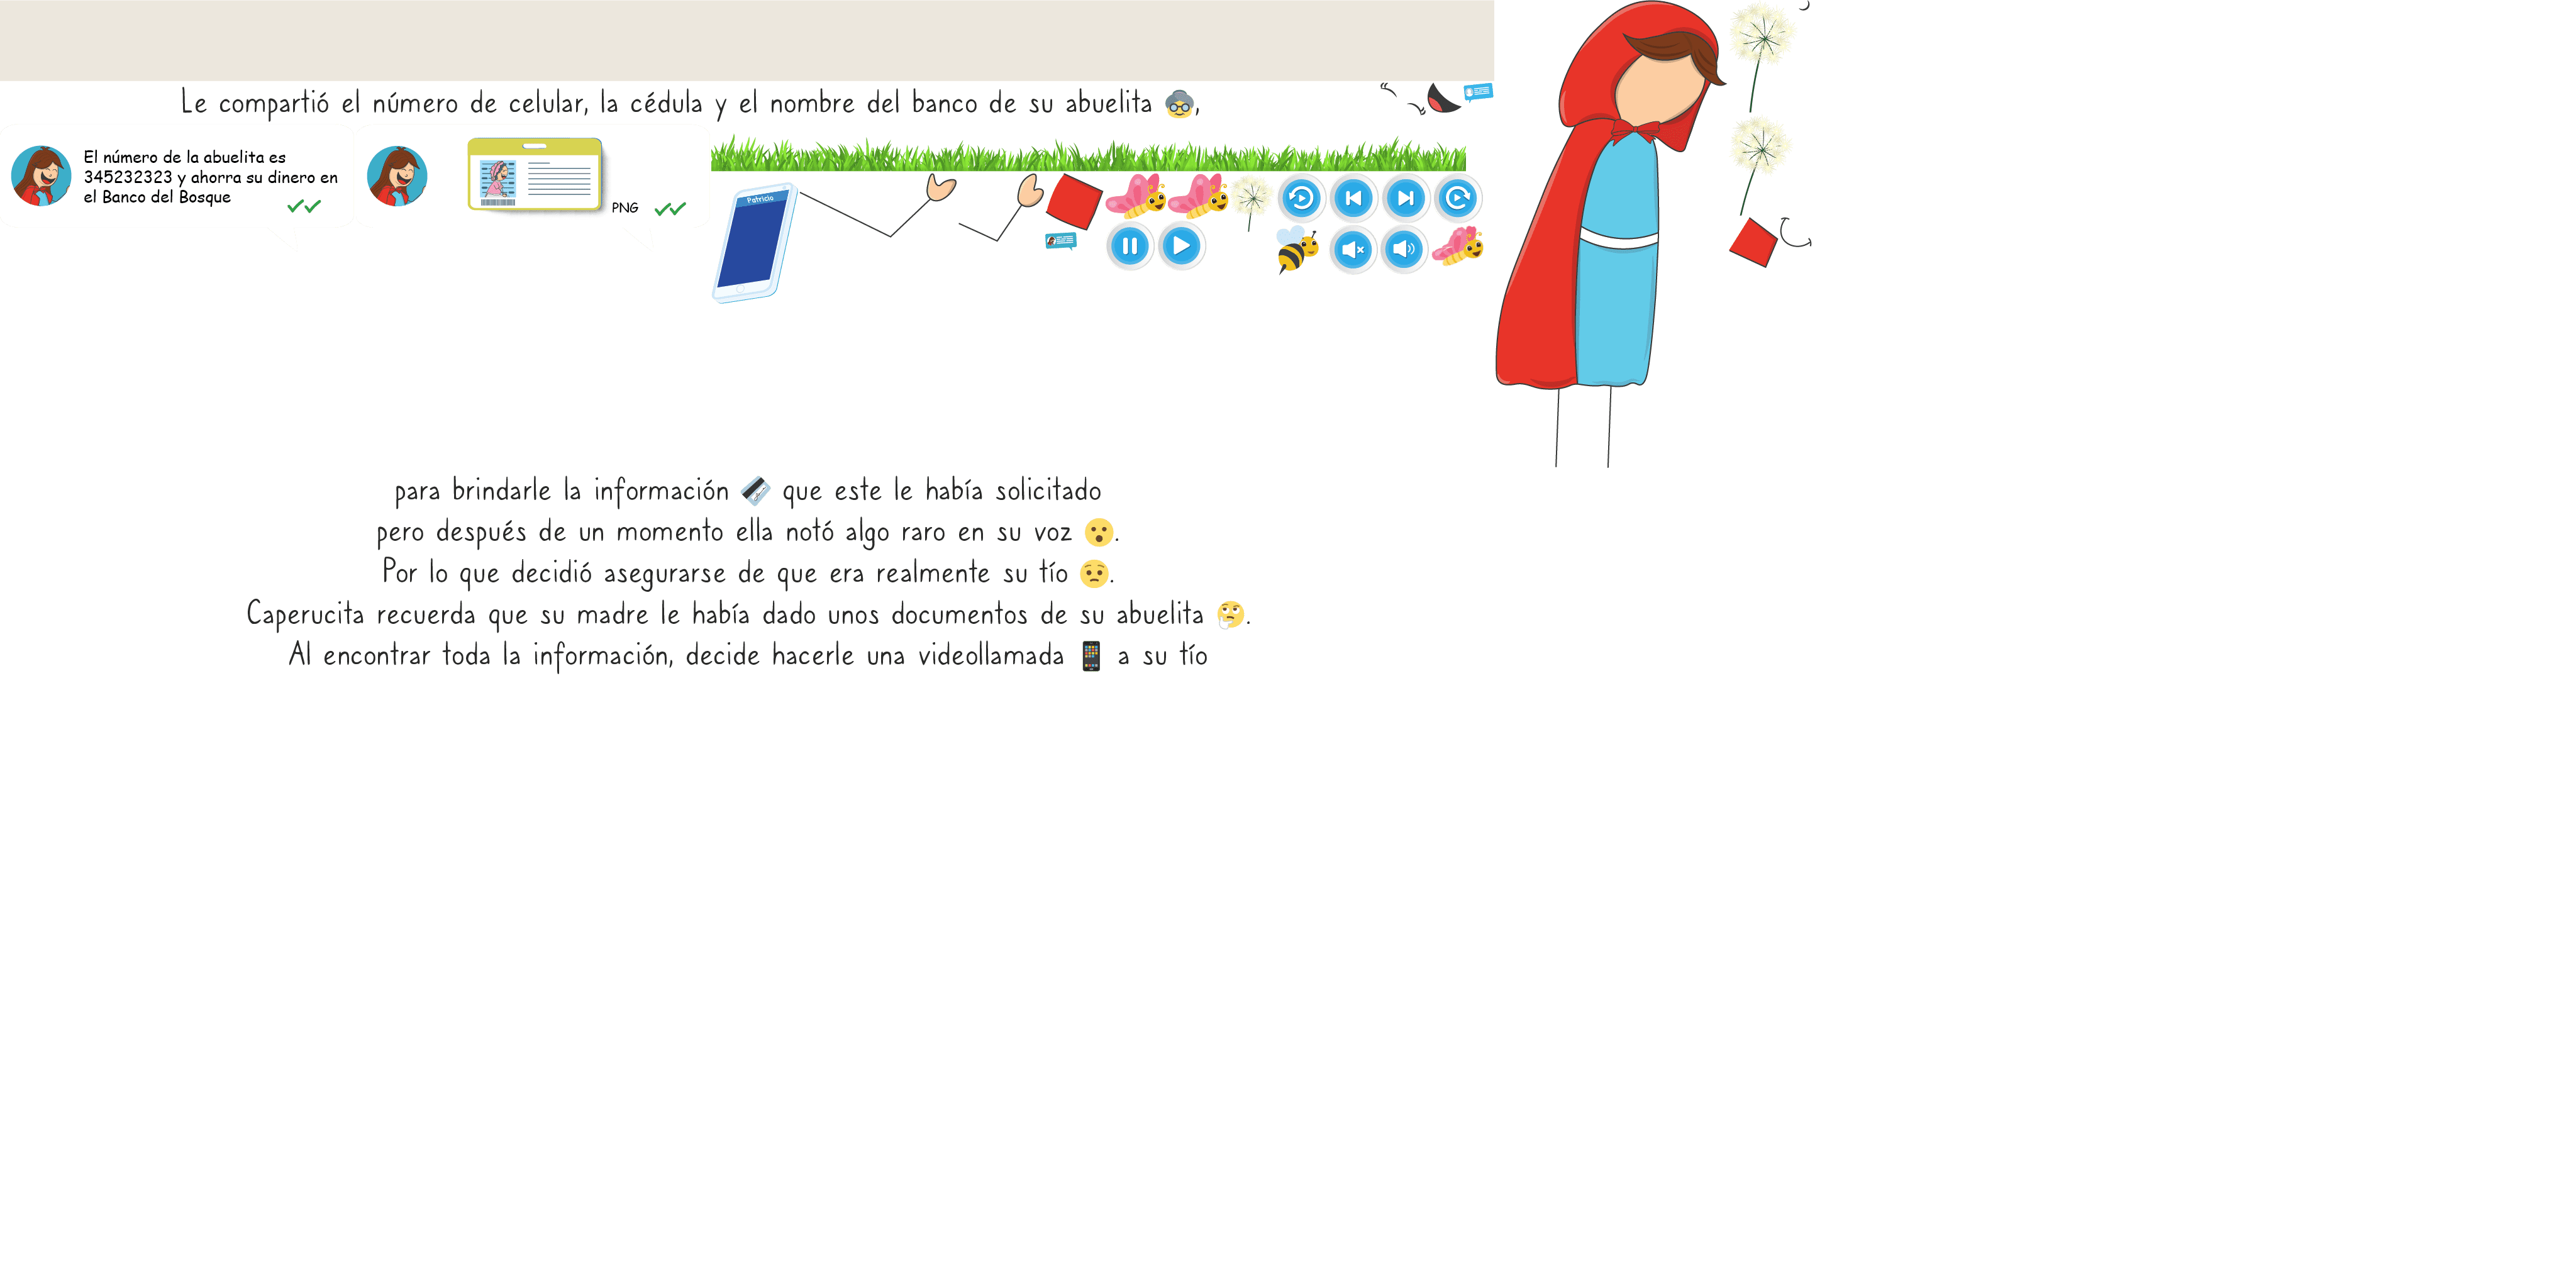 Le compartió el número de celular, la cédula y el nombre del banco de su abuelita 👵,
El número de la abuelita es
345232323 y ahorra su dinero en
el Banco del Bosque
PNG
Patricio
para brindarle la información 💳 que este le había solicitado
pero después de un momento ella notó algo raro en su voz 😮.
Por lo que decidió asegurarse de que era realmente su tío 😟.
Caperucita recuerda que su madre le había dado unos documentos de su abuelita 🤔.
Al encontrar toda la información, decide hacerle una videollamada 📱 a su tío